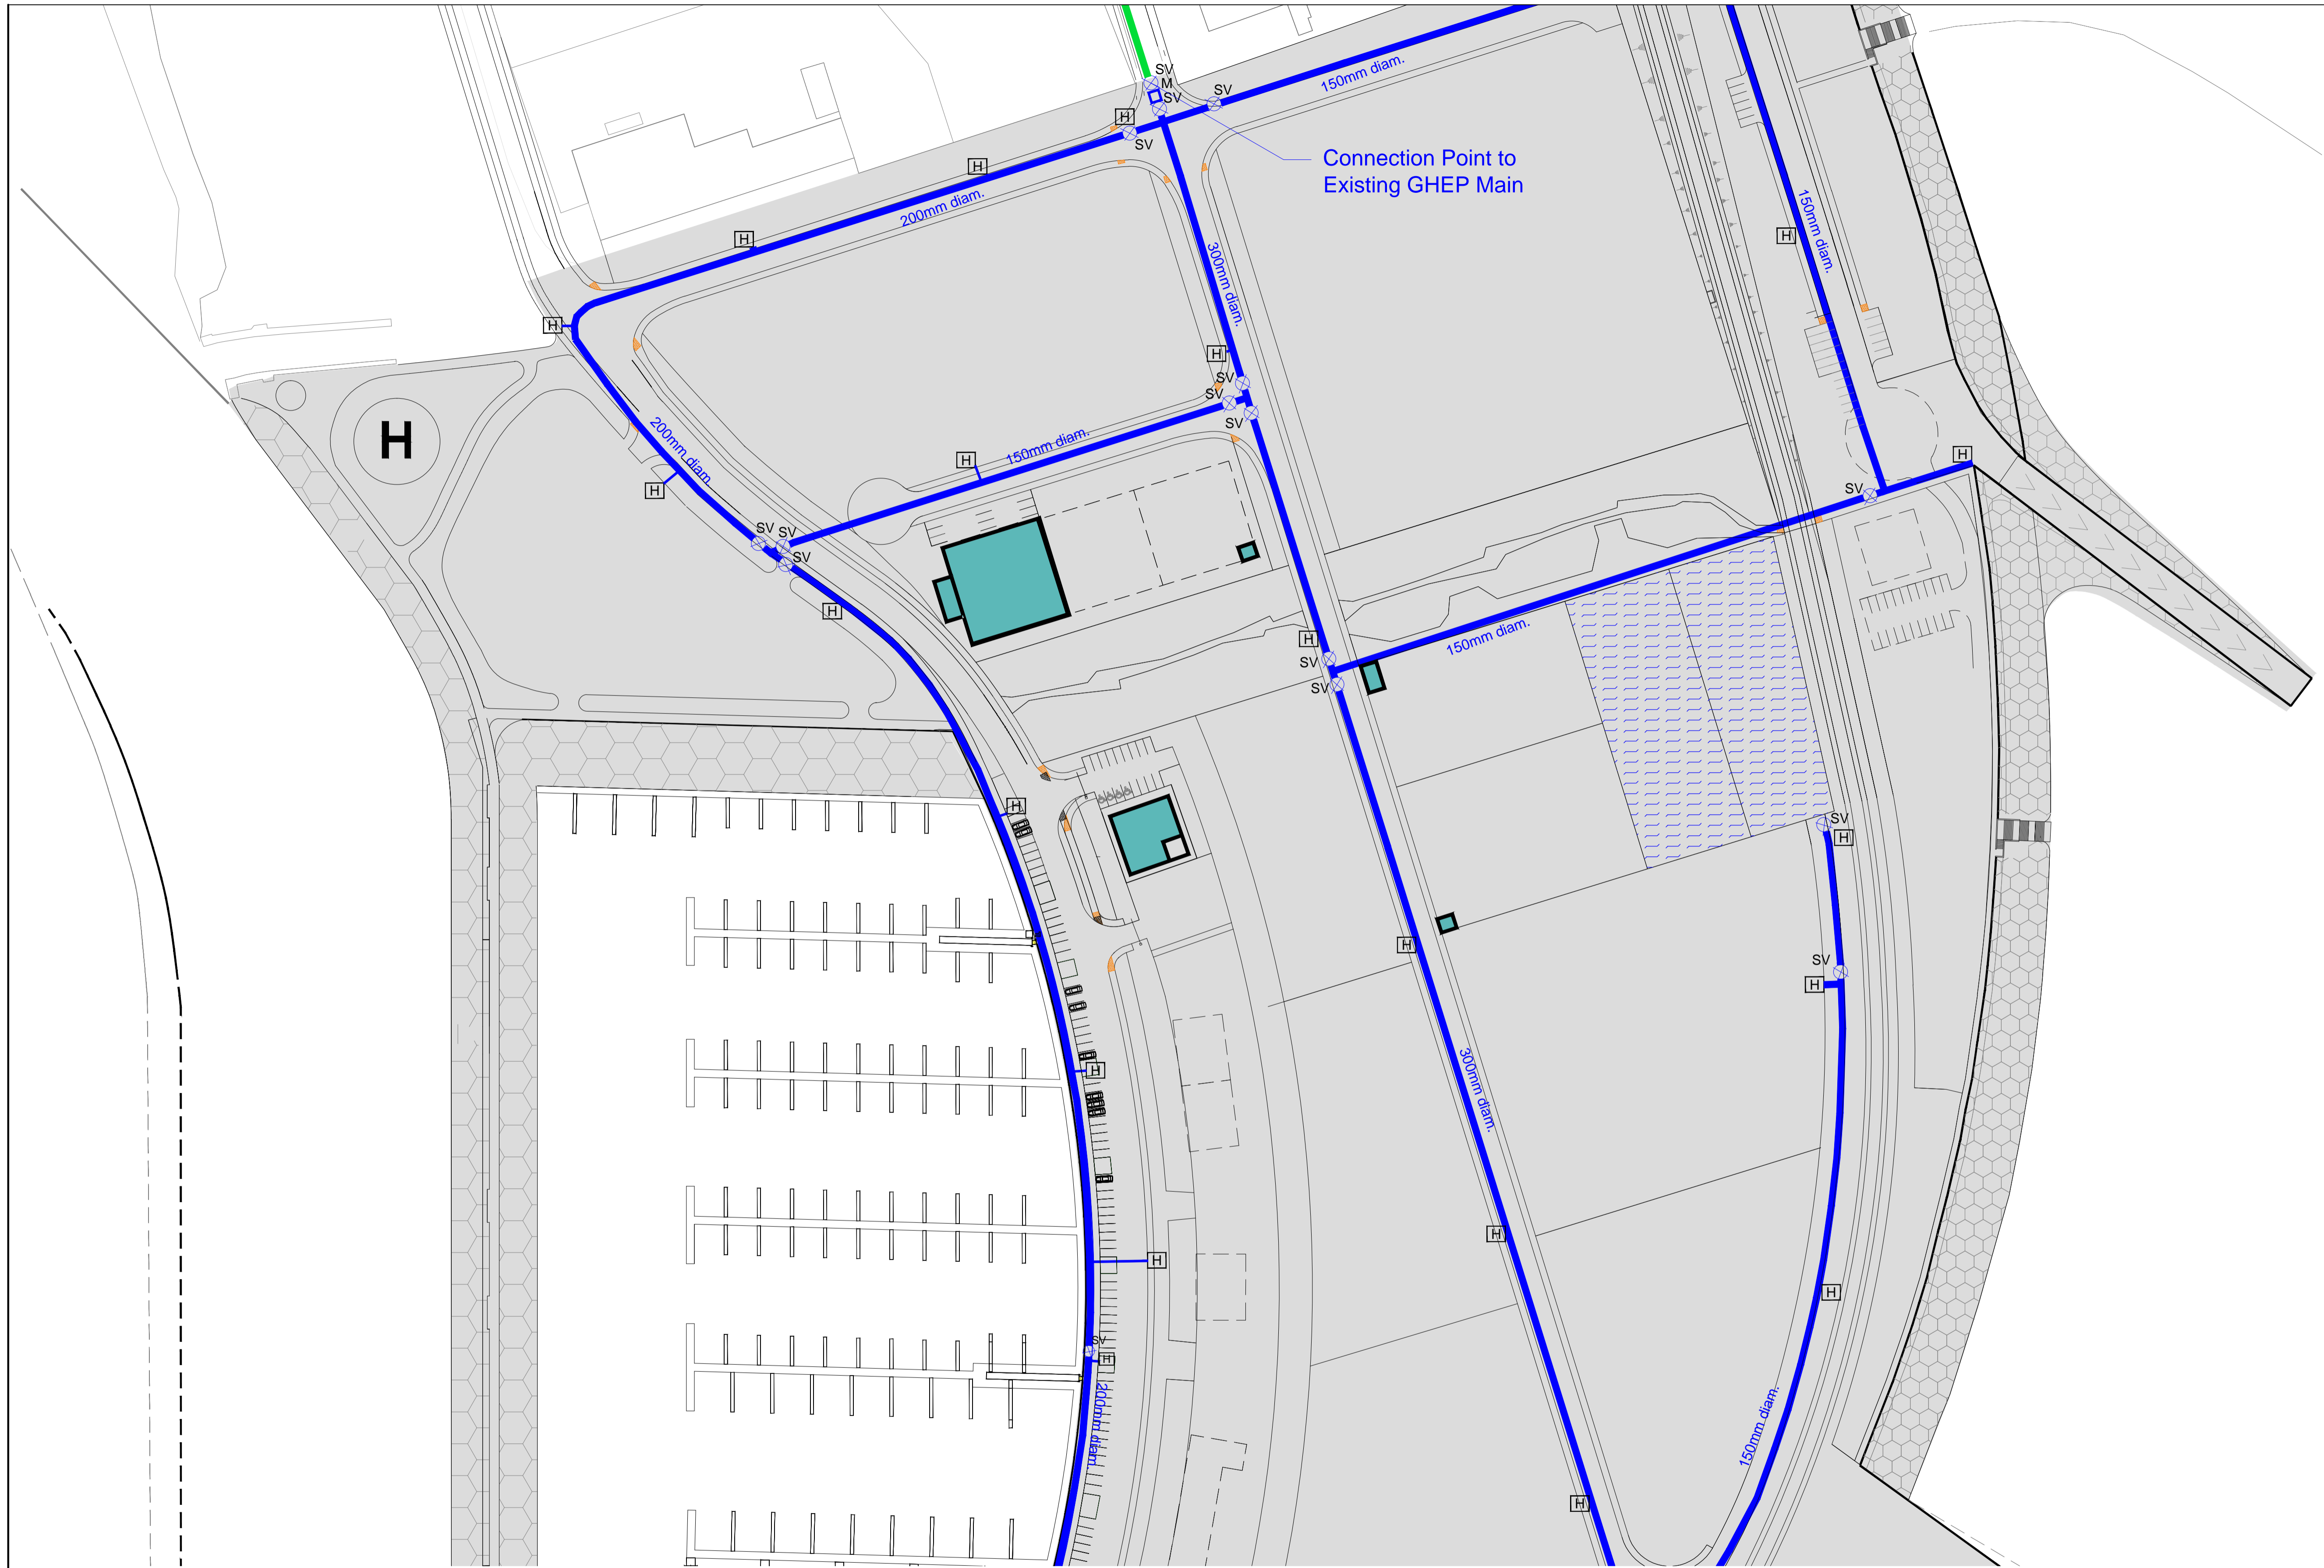 SV
M
SV
SV
H
SV
150mm diam.
Connection Point to
Existing GHEP Main
H
200mm diam.
H
150mm diam.
H
300mm diam.
H
H
SV
SV
SV
H
200mm diam.
H
150mm diam.
H
H
SV
SV
SV
SV
H
H
SV
150mm diam.
SV
H
H
SV
H
H
SV
H
300mm diam.
H
H
H
H
SV
H
200mm diam.
150mm diam.
H